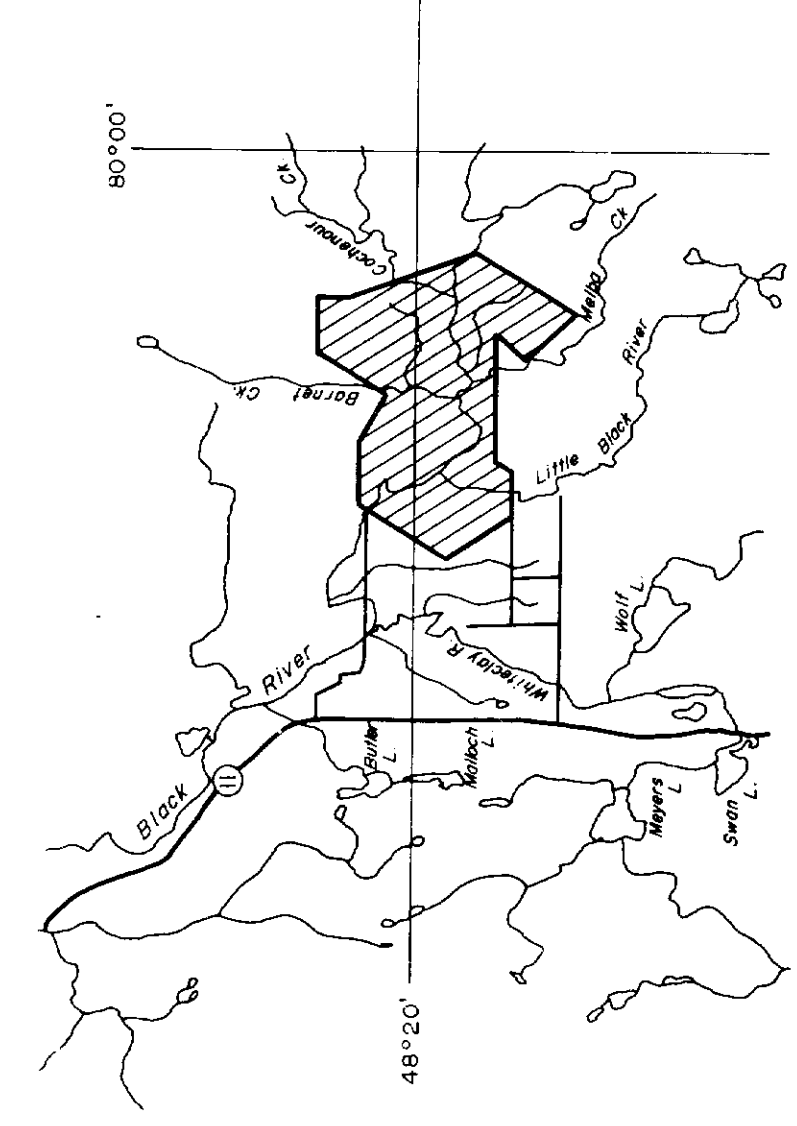 80°00'
Cochenour Ck.
Barnet Ck.
Melba Ck
Little Black River
Black River
11
Whiteclay R.
Wolf L.
Butler L.
Malloch L.
Meyers L
Swan L.
48°20'